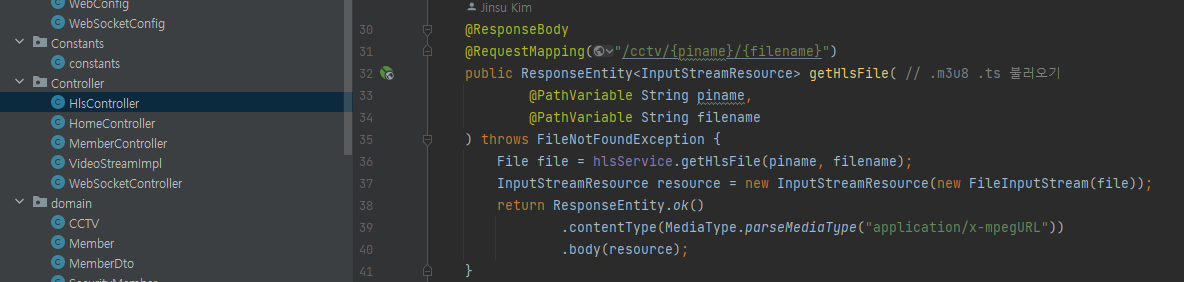 WebConfig
WebSocketConfig
Constants
constants
Controller
HlsController
HomeController
MemberController
VideoStreamImpl
WebSocketController
domain
CCTV
Member
MemberDto
SecurityMember
Jinsu Kim
30 @ResponseBody
31 @RequestMapping("/cctv/{piname}/{filename}")
32 public ResponseEntity<InputStreamResource> getHlsFile( // .m3u8 .ts 불러오기
33 @PathVariable String piname,
34 @PathVariable String filename
35 ) throws FileNotFoundException {
36 File file = hlsService.getHlsFile(piname, filename);
37 InputStreamResource resource = new InputStreamResource(new FileInputStream(file));
38 return ResponseEntity.ok()
39 .contentType(MediaType.parseMediaType("application/x-mpegURL"))
40 .body(resource);
41 }